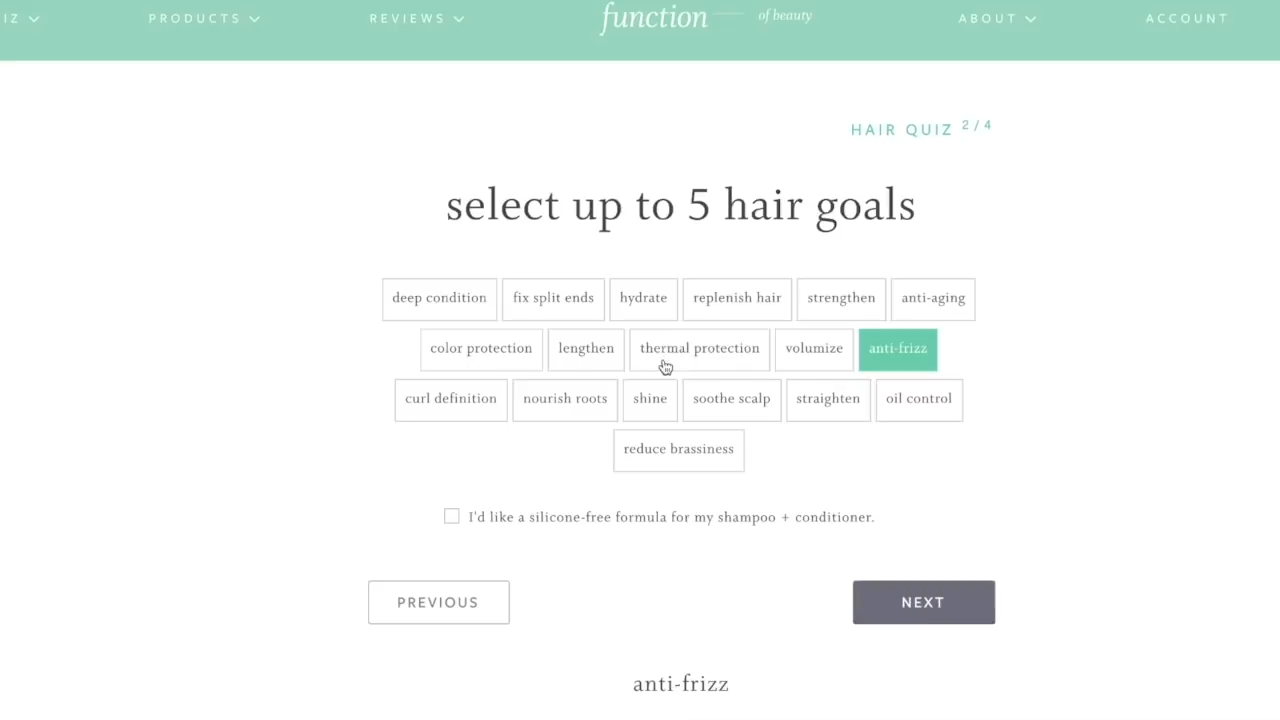 IZ PRODUCTS REVIEWS function of beauty ABOUT ACCOUNT
HAIR QUIZ 2/4
select up to 5 hair goals
deep condition fix split ends hydrate replenish hair strengthen anti-aging
color protection lengthen thermal protection volumize anti-frizz
curl definition nourish roots shine soothe scalp straighten oil control
reduce brassiness
I'd like a silicone-free formula for my shampoo + conditioner.
PREVIOUS NEXT
anti-frizz